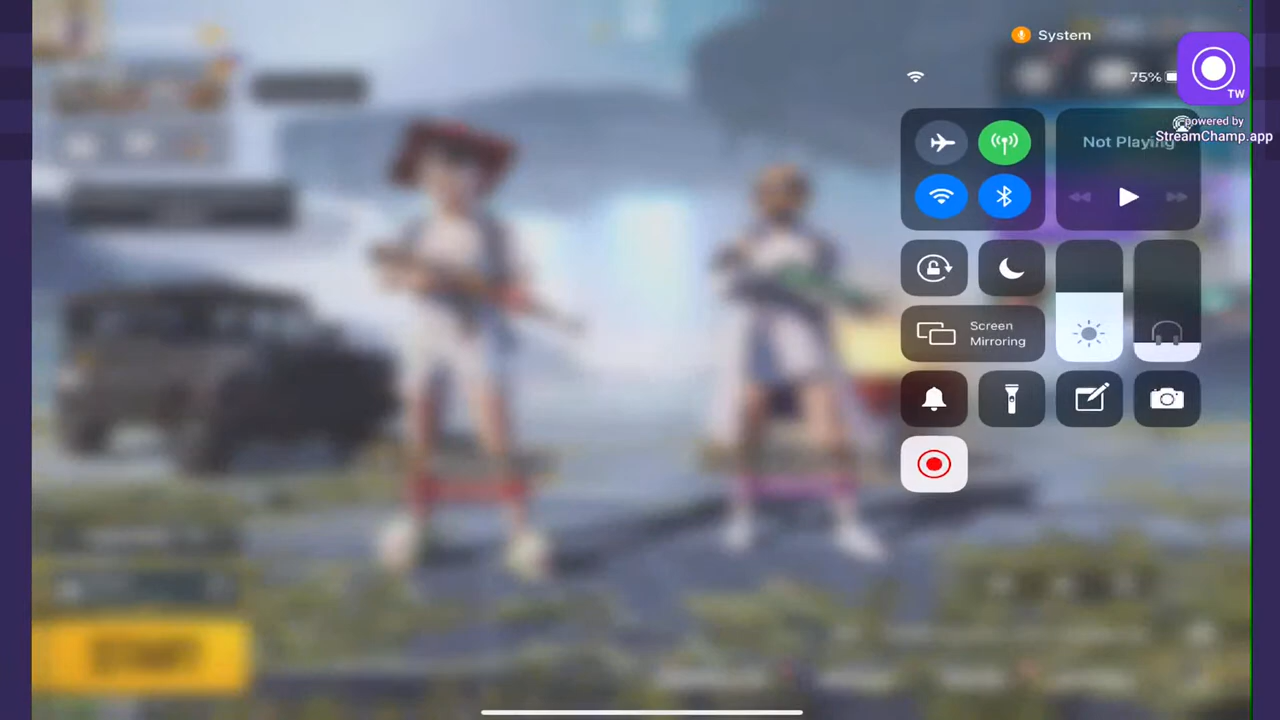 System
75%
TW
powered by
StreamChamp.app
Not Playing
Screen
Mirroring